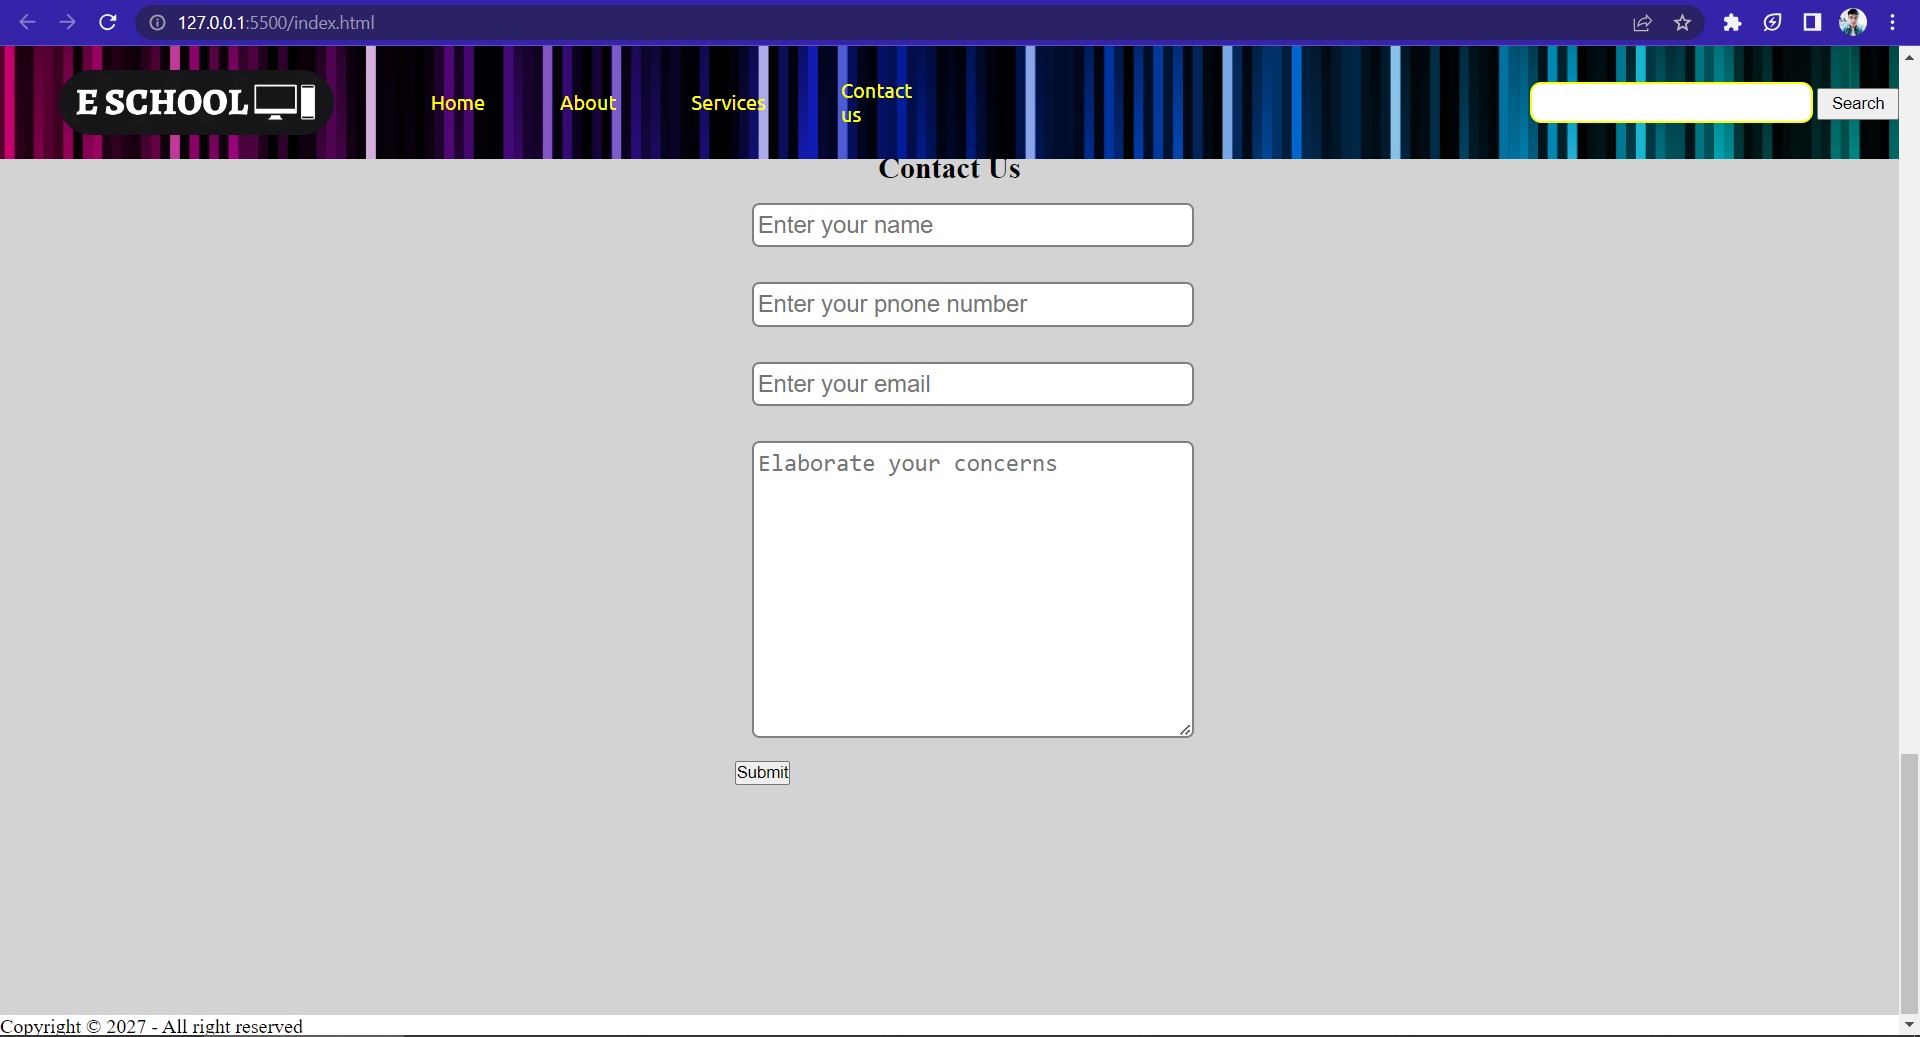 127.0.0.1:5500/index.html
E SCHOOL
Home
About
Services
Contact
us
Search
Contact Us
Enter your name
Enter your pnone number
Enter your email
Elaborate your concerns
Submit
Copyright © 2027 - All right reserved